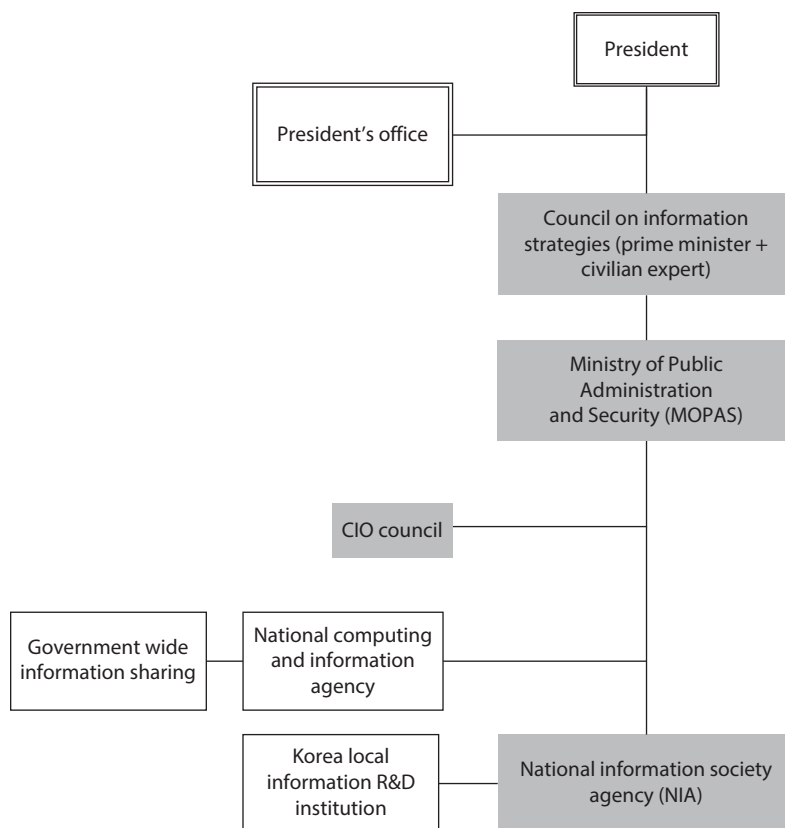 President
President’s office
Council on information
strategies (prime minister +
civilian expert)
Ministry of Public
Administration
and Security (MOPAS)
CIO council
Government wide
information sharing
National computing
and information
agency
Korea local
information R&D
institution
National information society
agency (NIA)